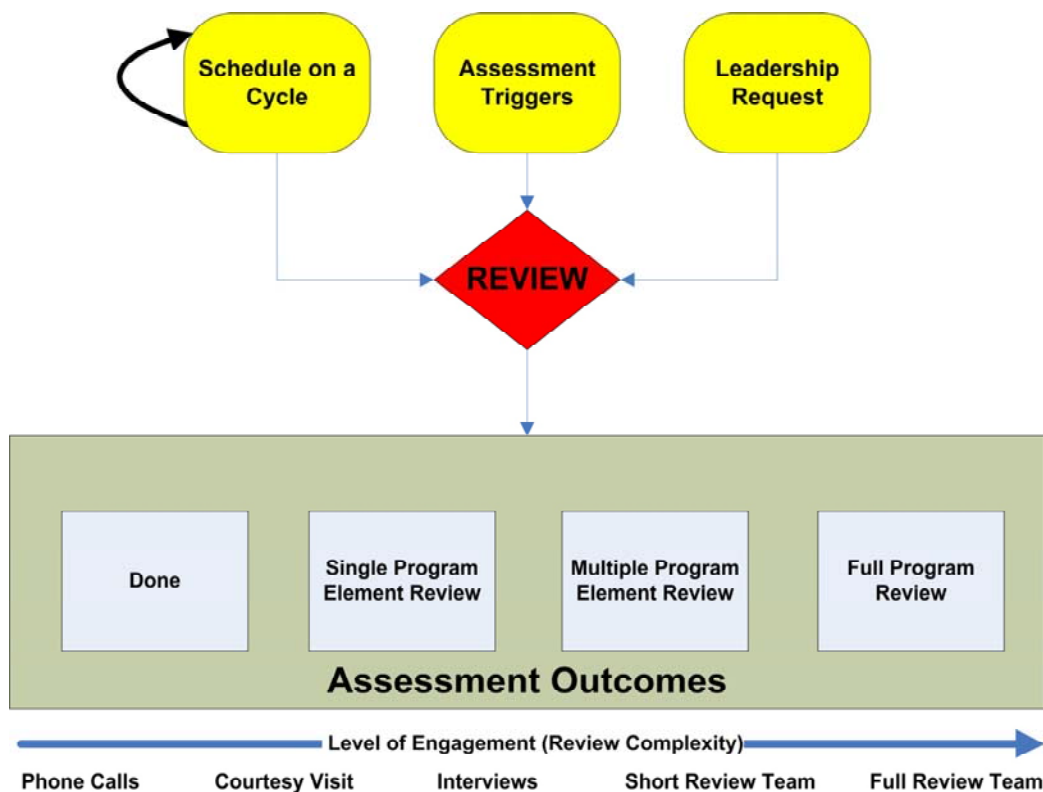 Schedule on a
Cycle
Assessment
Triggers
Leadership
Request
REVIEW
Done
Single Program
Element Review
Multiple Program
Element Review
Full Program
Review
Assessment Outcomes
Level of Engagement (Review Complexity)
Phone Calls Courtesy Visit Interviews Short Review Team Full Review Team